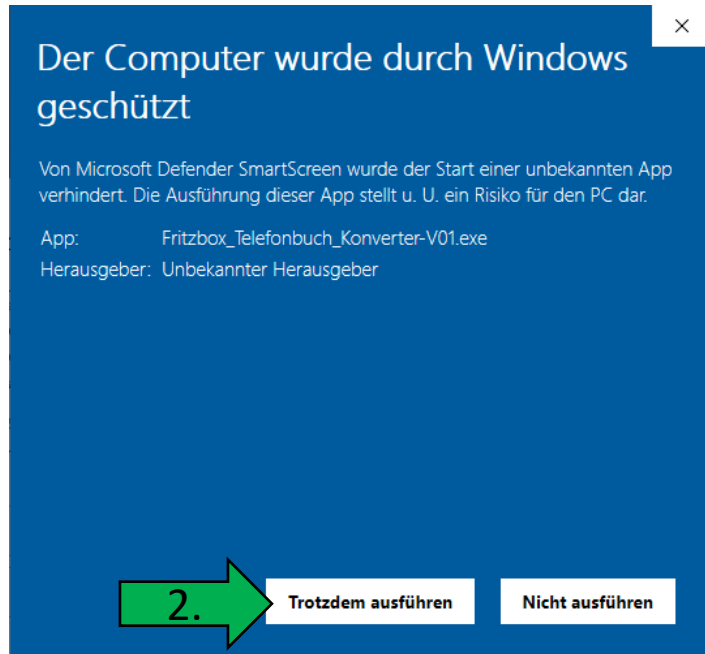 Der Computer wurde durch Windows
geschützt
Von Microsoft Defender SmartScreen wurde der Start einer unbekannten App
verhindert. Die Ausführung dieser App stellt u. U. ein Risiko für den PC dar.
App: Fritzbox_Telefonbuch_Konverter-V01.exe
Herausgeber: Unbekannter Herausgeber
2. Trotzdem ausführen Nicht ausführen